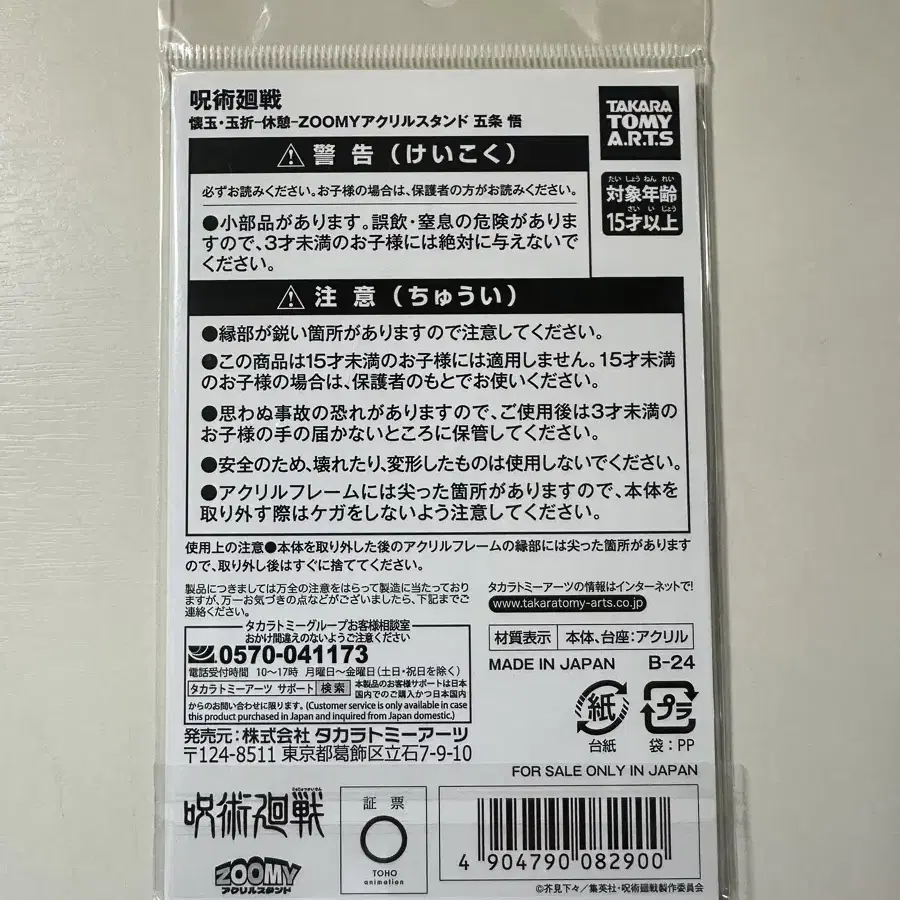 呪術廻戦
懐玉・玉折-休憩-ZOOMYアクリルスタンド 五条 悟
TAKARA
TOMY
A.R.T.S
警告(けいこく)
必ずお読みください。お子様の場合は、保護者の方がお読みください。
たいしょうねんれい
対象年齢
さいいじょう
15才以上
●小部品があります。誤飲・窒息の危険がありま
すので、3才未満のお子様には絶対に与えないで
ください。
注意(ちゅうい)
●縁部が鋭い箇所がありますので注意してください。
●この商品は15才未満のお子様には適用しません。15才未満
のお子様の場合は、保護者のもとでお使いください。
●思わぬ事故の恐れがありますので、ご使用後は3才未満の
お子様の手の届かないところに保管してください。
●安全のため、壊れたり、変形したものは使用しないでください。
●アクリルフレームには尖った箇所がありますので、本体を
取り外す際はケガをしないよう注意してください。
使用上の注意●本体を取り外した後のアクリルフレームの縁部には尖った箇所があります
ので、取り外し後はすぐに捨ててください。
製品につきましては万全の注意をはらって製造に当たっており
ますが、万一お気づきの点などがございましたら、下記までご
連絡ください。
タカラトミーアーツの情報はインターネットで!
www.takaratomy-arts.co.jp
タカラトミーグループお客様相談室
おかけ間違えのないようご注意ください
0570-041173
電話受付時間 10〜17時 月曜日〜金曜日(土・日・祝日を除く)
タカラトミーアーツ サポート 検索 本製品のお客様サポートは日本
国内でのご購入かつ日本国内
からのお問い合わせに限ります。(Customer service is only available in case
this product purchased in Japan and inquired from Japan domestic.)
材質表示 本体、台座:アクリル
MADE IN JAPAN B-24
紙
台紙
プラ
袋:PP
発売元:株式会社 タカラトミーアーツ
〒124-8511 東京都葛飾区立石7-9-10
FOR SALE ONLY IN JAPAN
じゅじゅつかいせん
呪術廻戦
ZOOMY
アクリルスタンド
証票
TOHO
animation
4 904790 082900
©芥見下々/集英社・呪術廻戦製作委員会